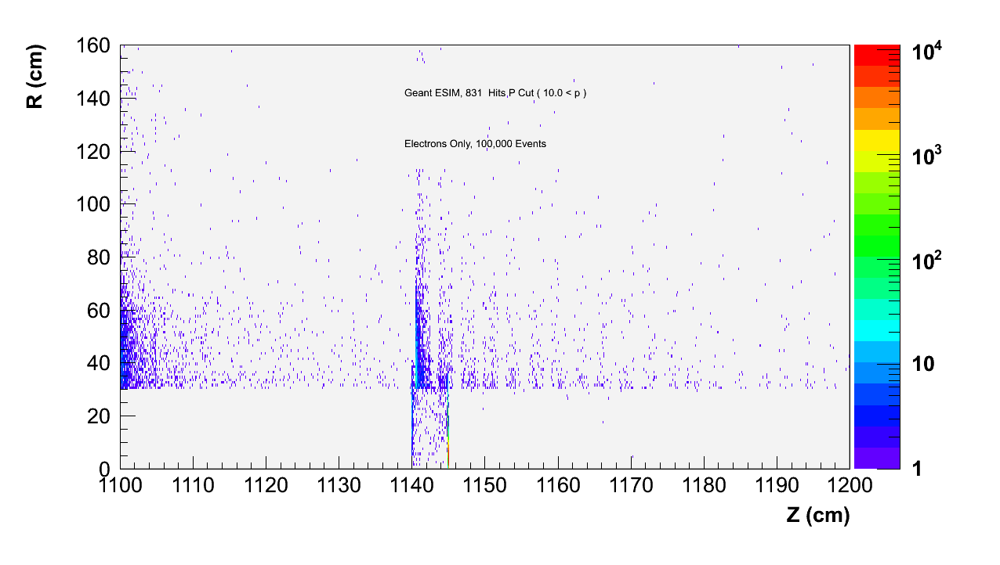 R (cm)
160
140
120
100
80
60
40
20
0
Geant ESIM, 831  Hits,P Cut ( 10.0 < p )
Electrons Only, 100,000 Events
1100 1110 1120 1130 1140 1150 1160 1170 1180 1190 1200
Z (cm)
10⁴
10³
10²
10
1